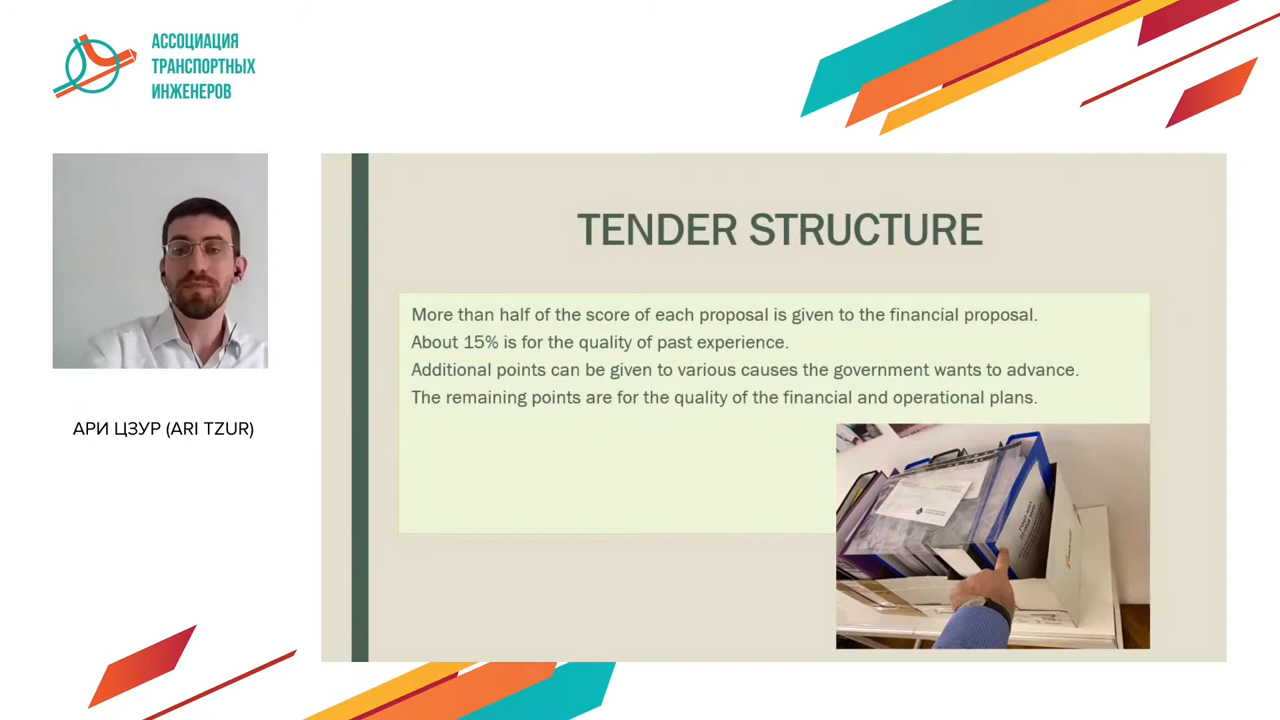 АССОЦИАЦИЯ
ТРАНСПОРТНЫХ
ИНЖЕНЕРОВ
TENDER STRUCTURE
More than half of the score of each proposal is given to the financial proposal.
About 15% is for the quality of past experience.
Additional points can be given to various causes the government wants to advance.
The remaining points are for the quality of the financial and operational plans.
АРИ ЦЗУР (ARI TZUR)